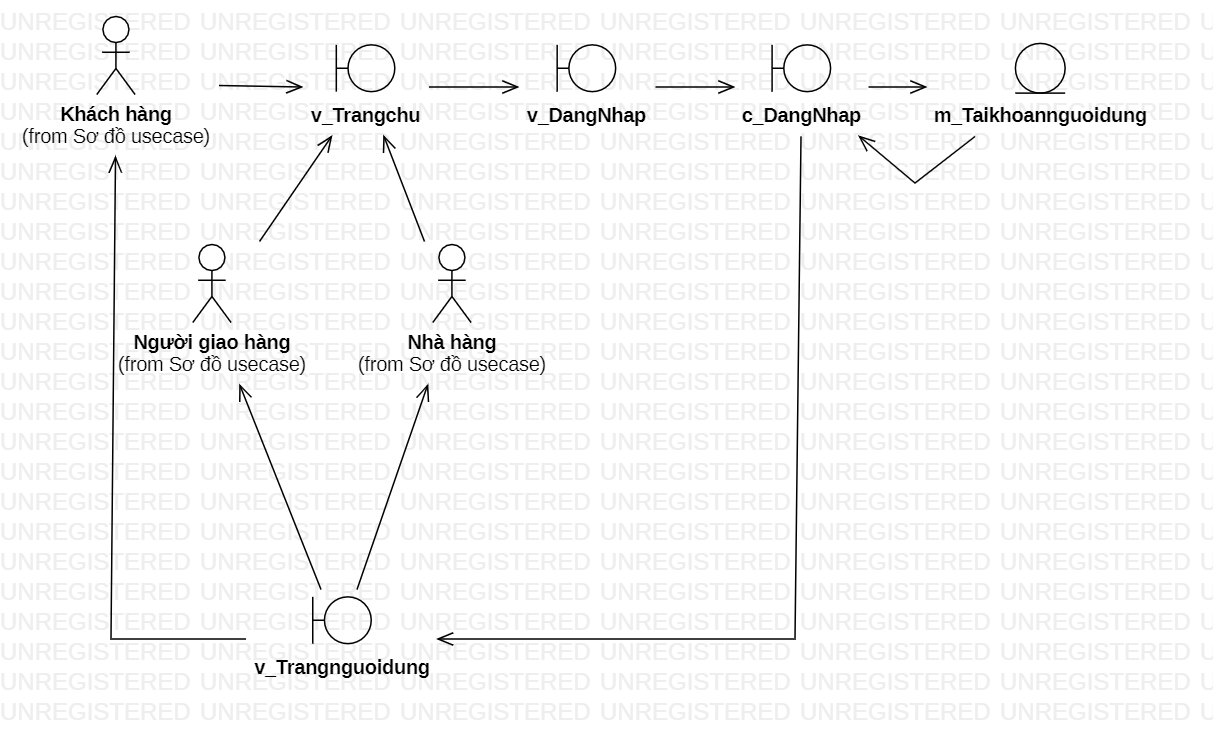 Khách hàng
(from Sơ đồ usecase)
v_Trangchu
v_DangNhap
c_DangNhap
m_Taikhoannguoidung
Người giao hàng
(from Sơ đồ usecase)
Nhà hàng
(from Sơ đồ usecase)
v_Trangnguoidung
UNREGISTERED